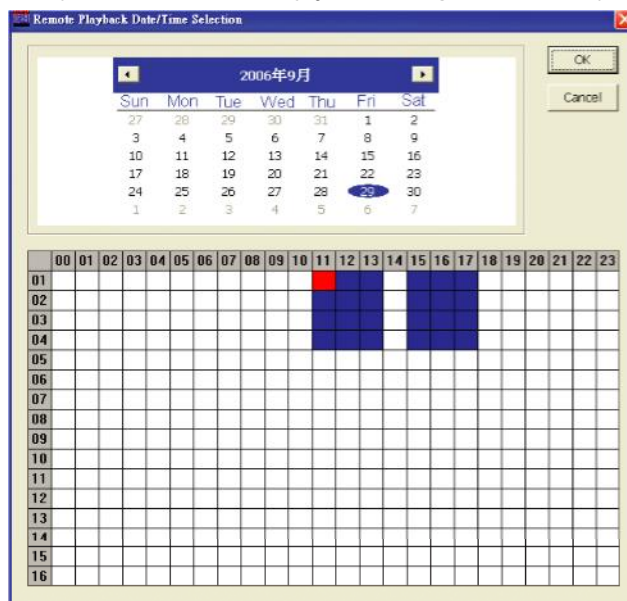 Remote Playback Date/Time Selection
OK
Cancel
2006年9月
Sun Mon Tue Wed Thu Fri Sat
27 28 29 30 31 1 2
3 4 5 6 7 8 9
10 11 12 13 14 15 16
17 18 19 20 21 22 23
24 25 26 27 28 29 30
1 2 3 4 5 6 7
00 01 02 03 04 05 06 07 08 09 10 11 12 13 14 15 16 17 18 19 20 21 22 23
01
02
03
04
05
06
07
08
09
10
11
12
13
14
15
16